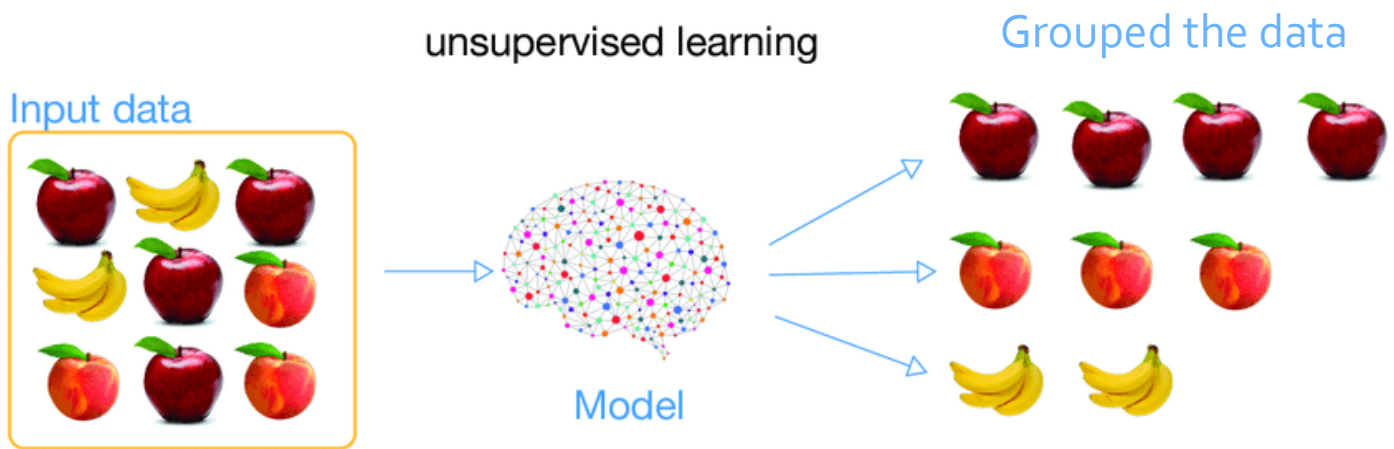 unsupervised learning
Grouped the data
Input data
Model